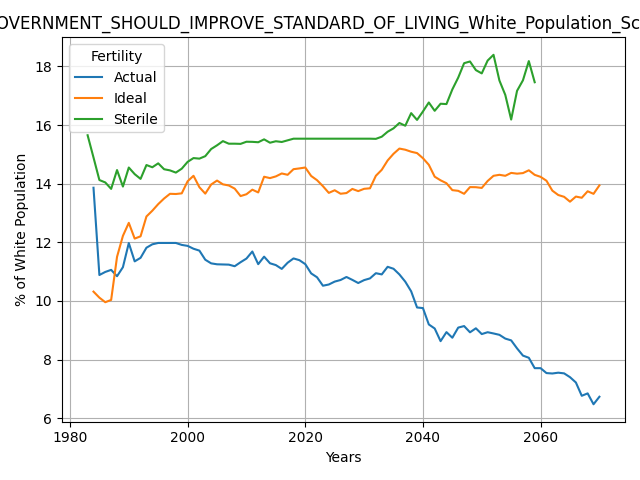 OVERNMENT_SHOULD_IMPROVE_STANDARD_OF_LIVING_White_Population_Sc
Fertility
Actual
Ideal
Sterile
% of White Population
18
16
14
12
10
8
6
1980
2000
2020
2040
2060
Years